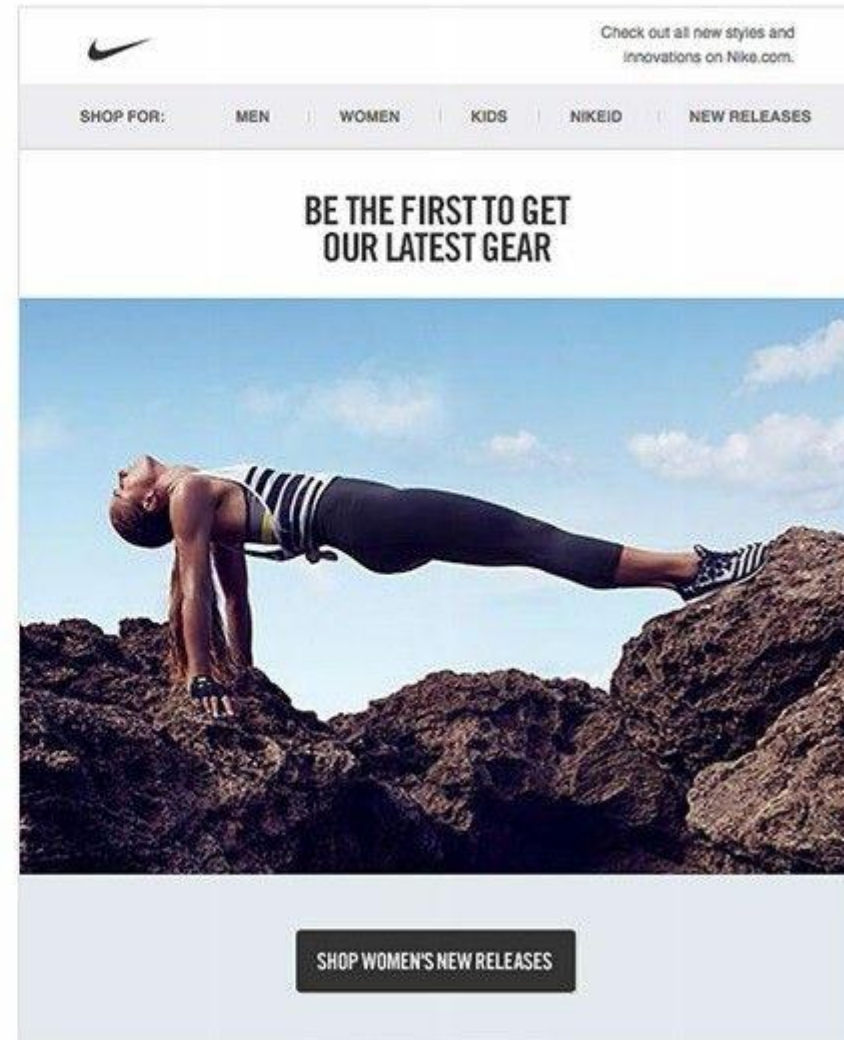 Check out all new styles and
innovations on Nike.com.
SHOP FOR: MEN WOMEN KIDS NIKEID NEW RELEASES
BE THE FIRST TO GET
OUR LATEST GEAR
SHOP WOMEN'S NEW RELEASES